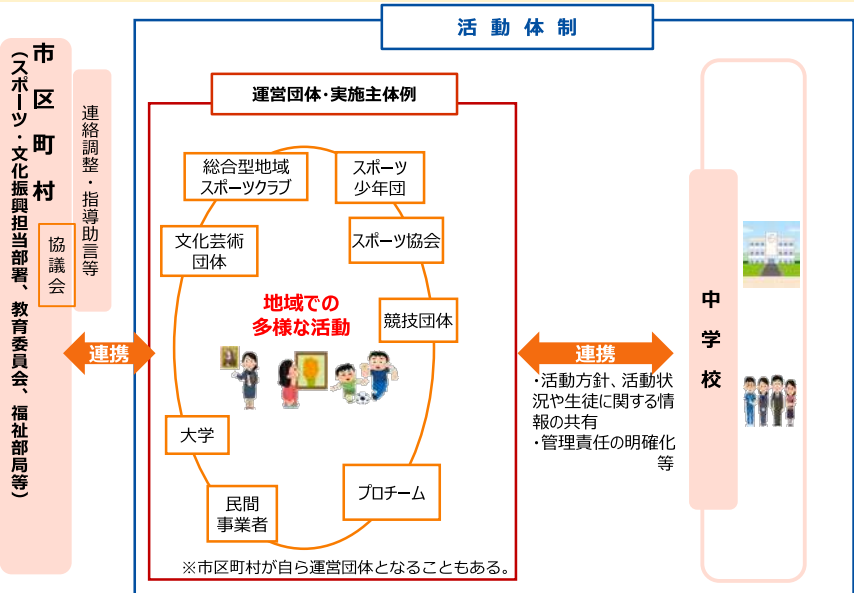 活動体制
市区町村
(スポーツ・文化振興担当部署、教育委員会、福祉部局等)
協議会
連絡調整・指導助言等
連携
運営団体・実施主体例
総合型地域
スポーツクラブ
スポーツ
少年団
文化芸術
団体
スポーツ協会
地域での
多様な活動
競技団体
大学
プロチーム
民間
事業者
※市区町村が自ら運営団体となることもある。
連携
・活動方針、活動状
況や生徒に関する情
報の共有
・管理責任の明確化
等
中学校